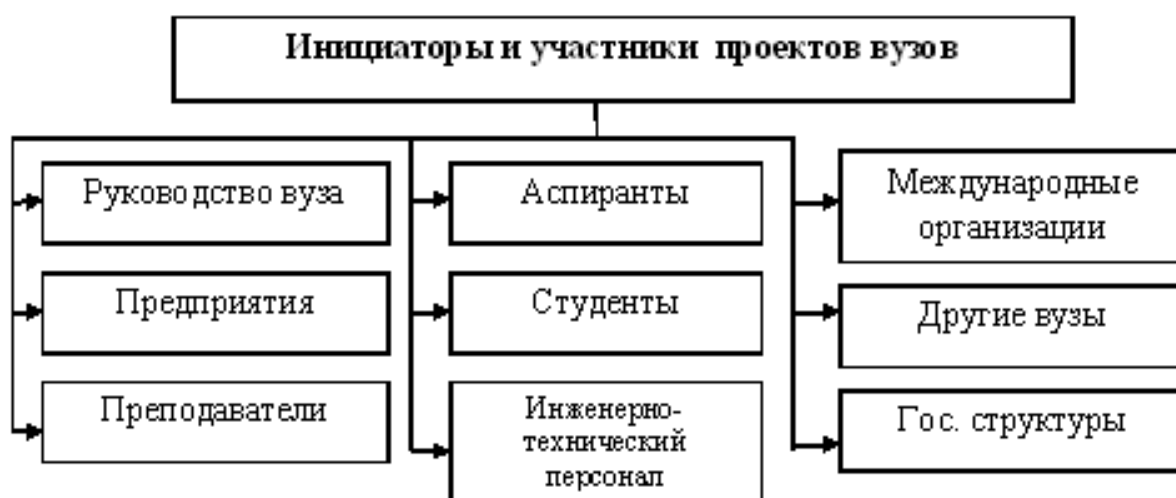 Инициаторы и участники проектов вузов
Руководство вуза
Предприятия
Преподаватели
Аспиранты
Студенты
Инженерно-
технический
персонал
Международные
организации
Другие вузы
Гос. структуры